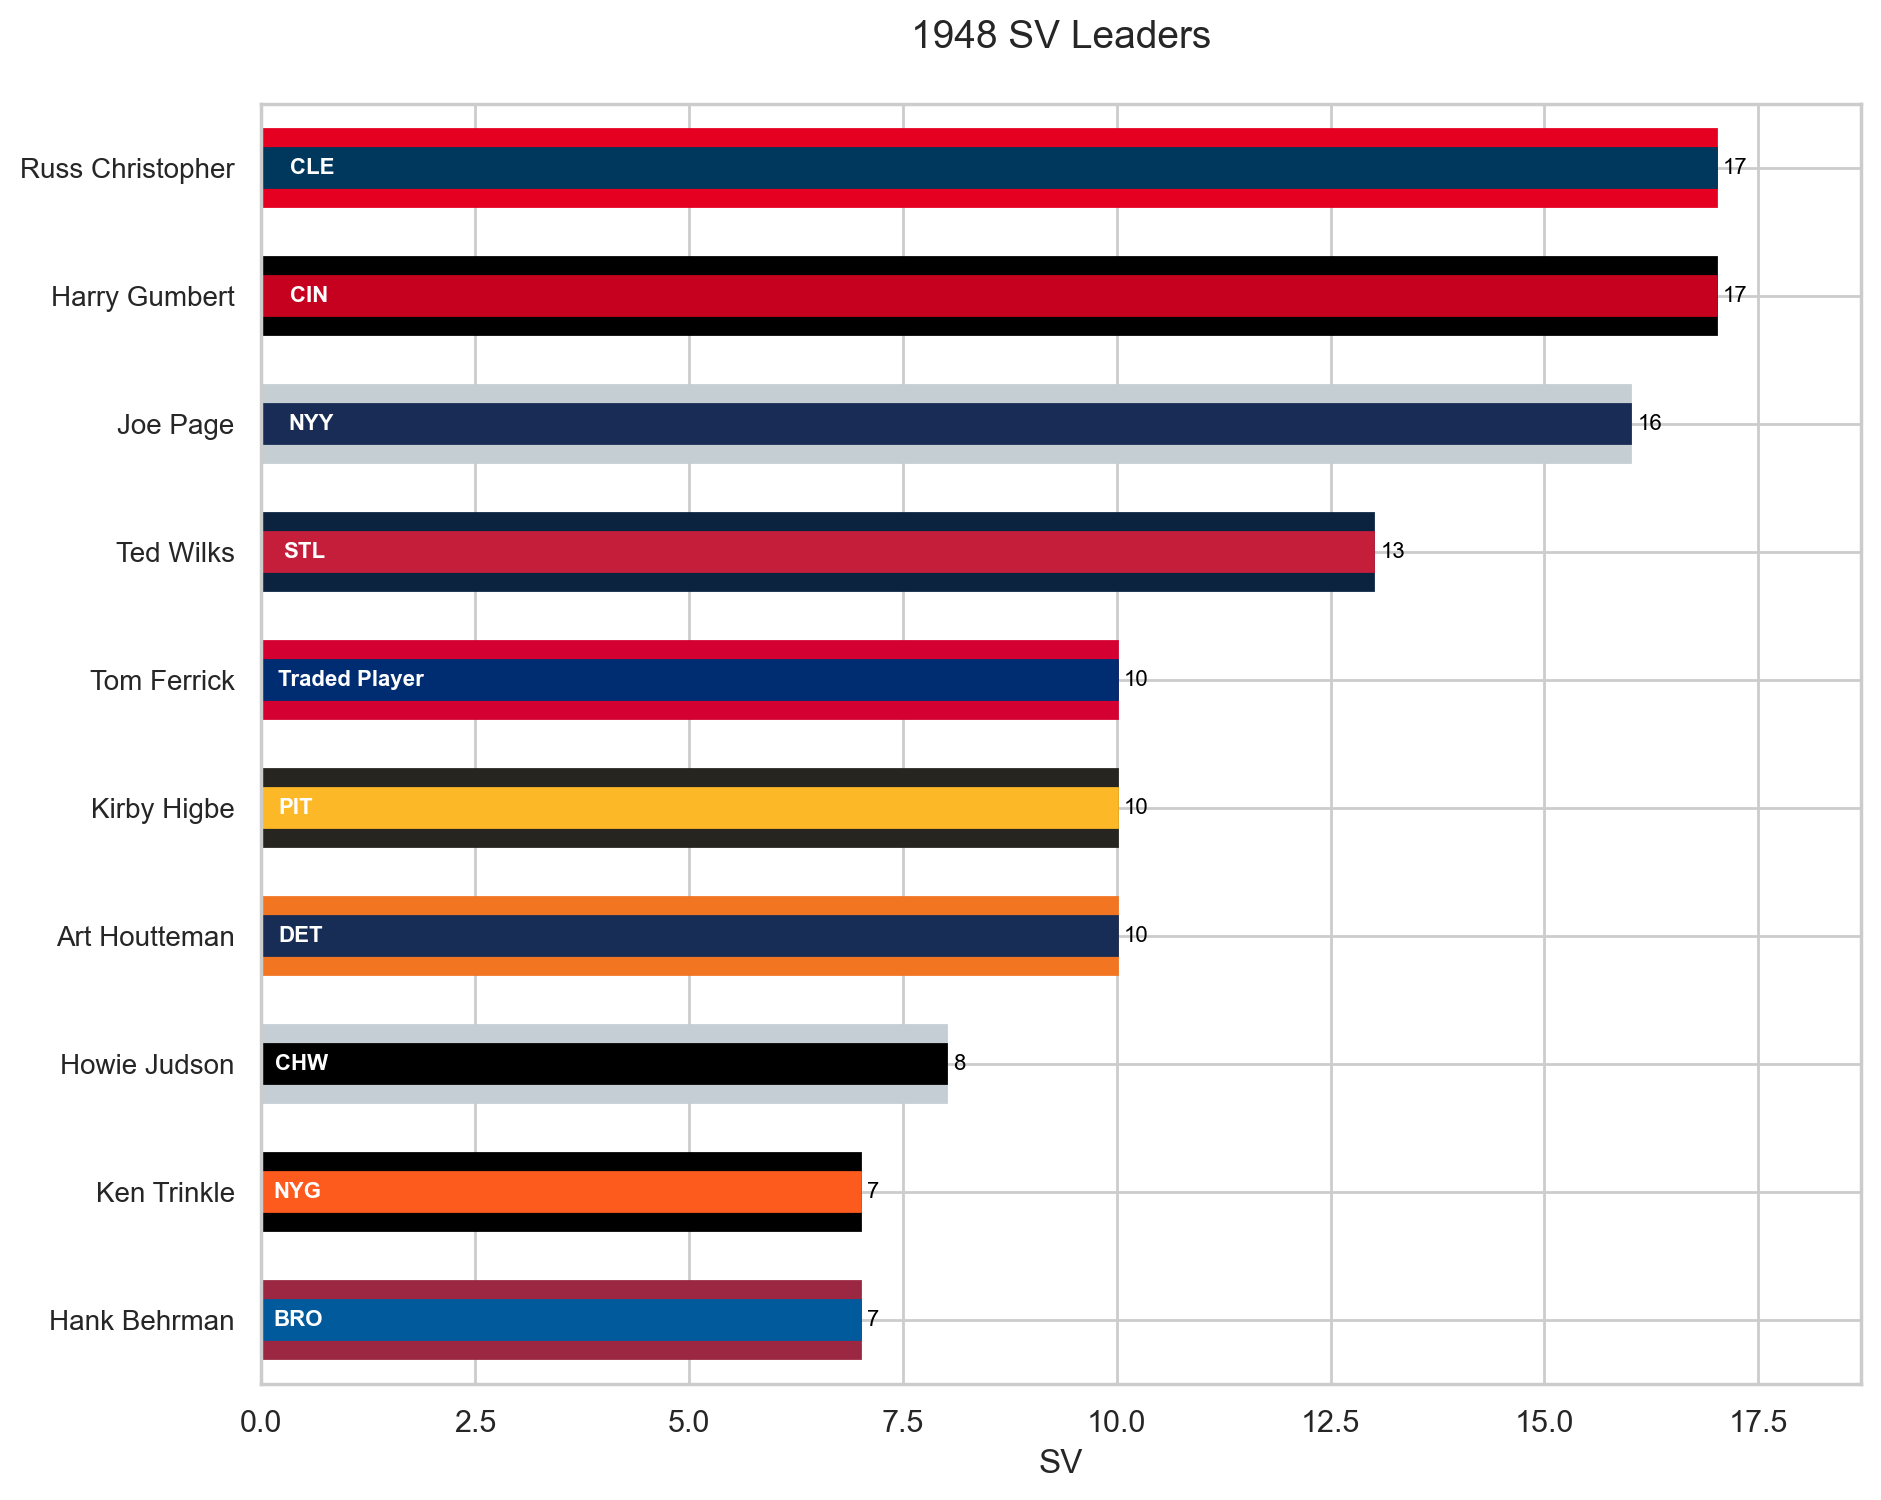 1948 SV Leaders
Russ Christopher
CLE
17
Harry Gumbert
CIN
17
Joe Page
NYY
16
Ted Wilks
STL
13
Tom Ferrick
Traded Player
10
Kirby Higbe
PIT
10
Art Houtteman
DET
10
Howie Judson
CHW
8
Ken Trinkle
NYG
7
Hank Behrman
BRO
7
0.0 2.5 5.0 7.5 10.0 12.5 15.0 17.5
SV